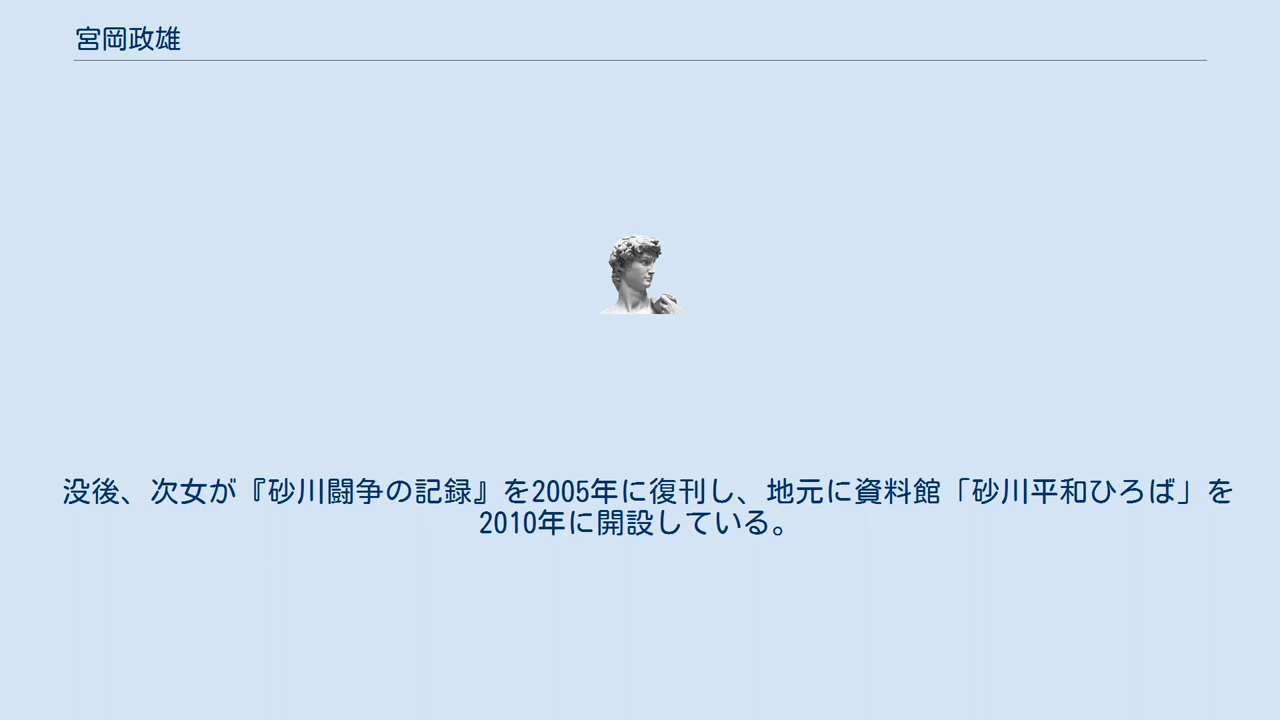 宮岡政雄
没後、次女が『砂川闘争の記録』を2005年に復刊し、地元に資料館「砂川平和ひろば」を
2010年に開設している。